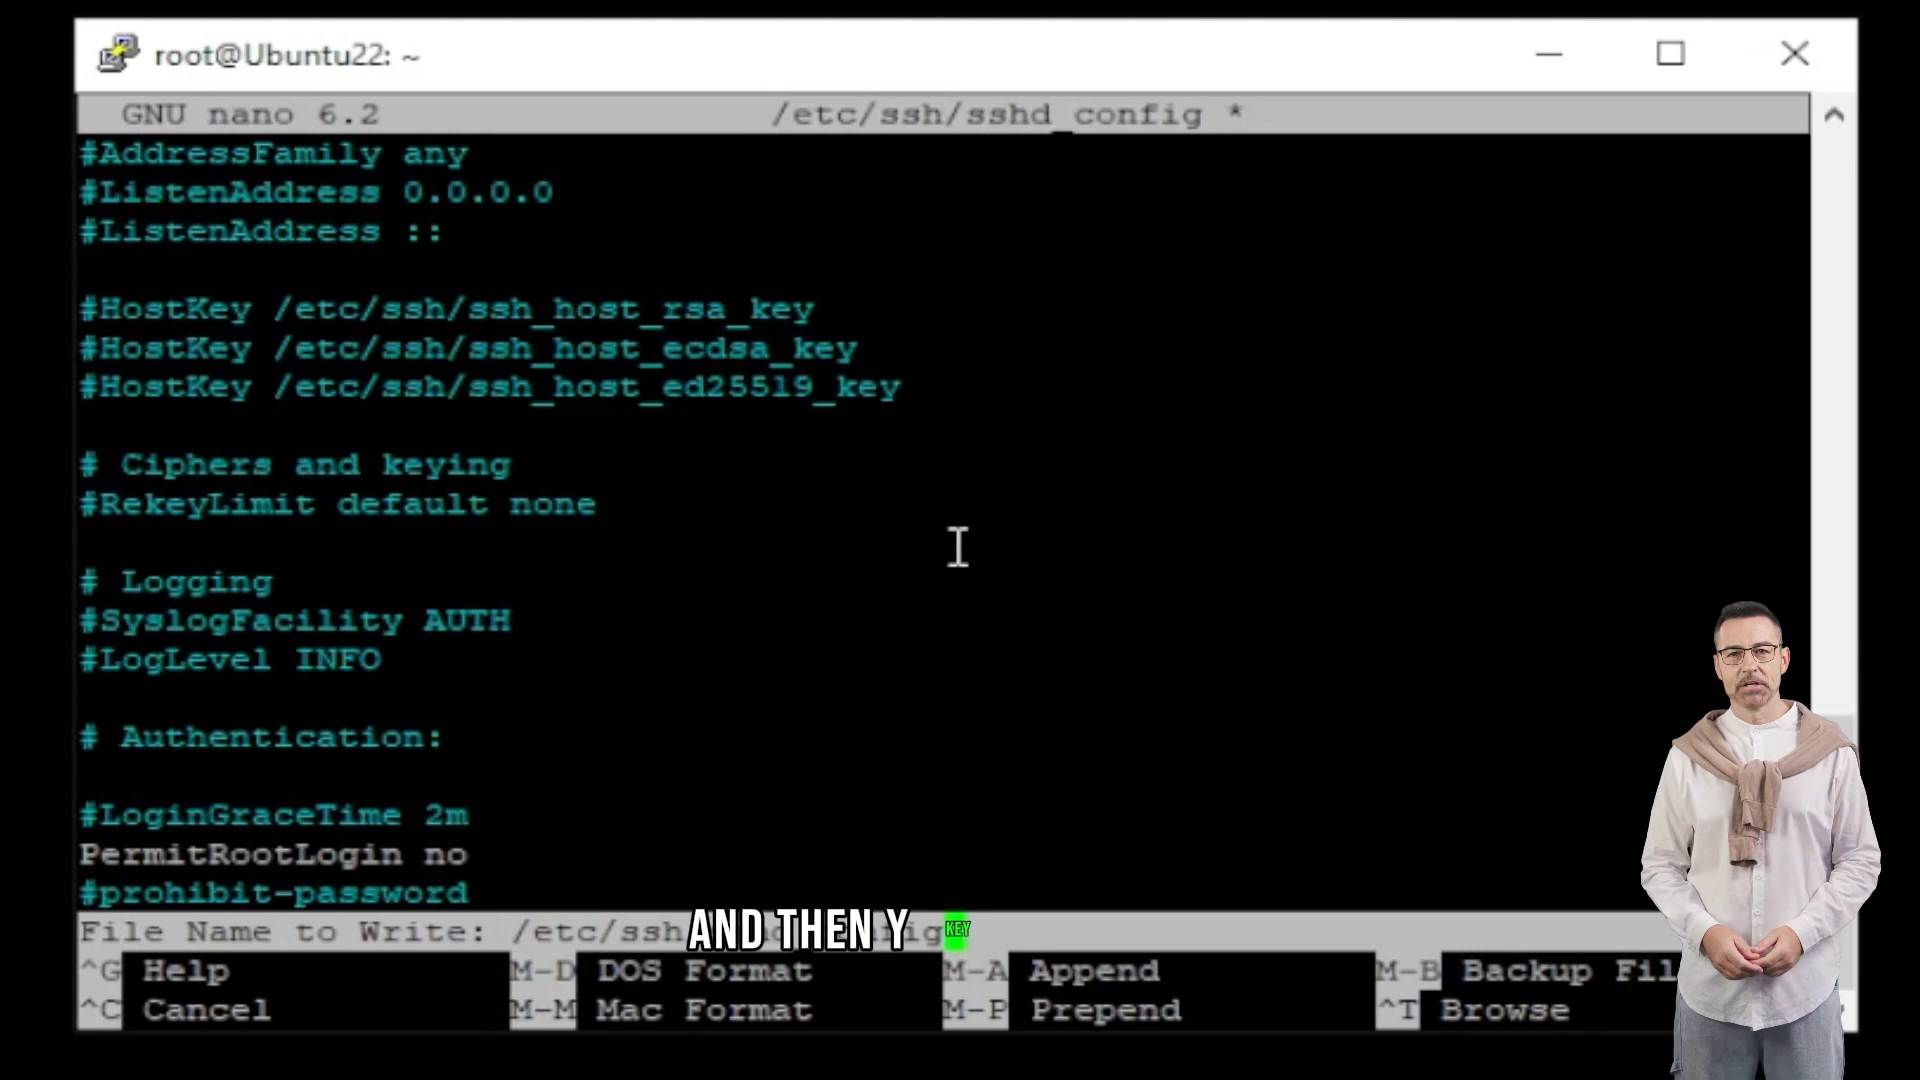 root@Ubuntu22: ~
GNU nano 6.2 /etc/ssh/sshd_config *
#AddressFamily any
#ListenAddress 0.0.0.0
#ListenAddress ::
#HostKey /etc/ssh/ssh_host_rsa_key
#HostKey /etc/ssh/ssh_host_ecdsa_key
#HostKey /etc/ssh/ssh_host_ed25519_key
# Ciphers and keying
#RekeyLimit default none
# Logging
#SyslogFacility AUTH
#LogLevel INFO
# Authentication:
#LoginGraceTime 2m
PermitRootLogin no
#prohibit-password
File Name to Write: /etc/ssh
AND THEN Y KEY
^G Help M-D DOS Format M-A Append M-B Backup Fil
^C Cancel M-M Mac Format M-P Prepend ^T Browse